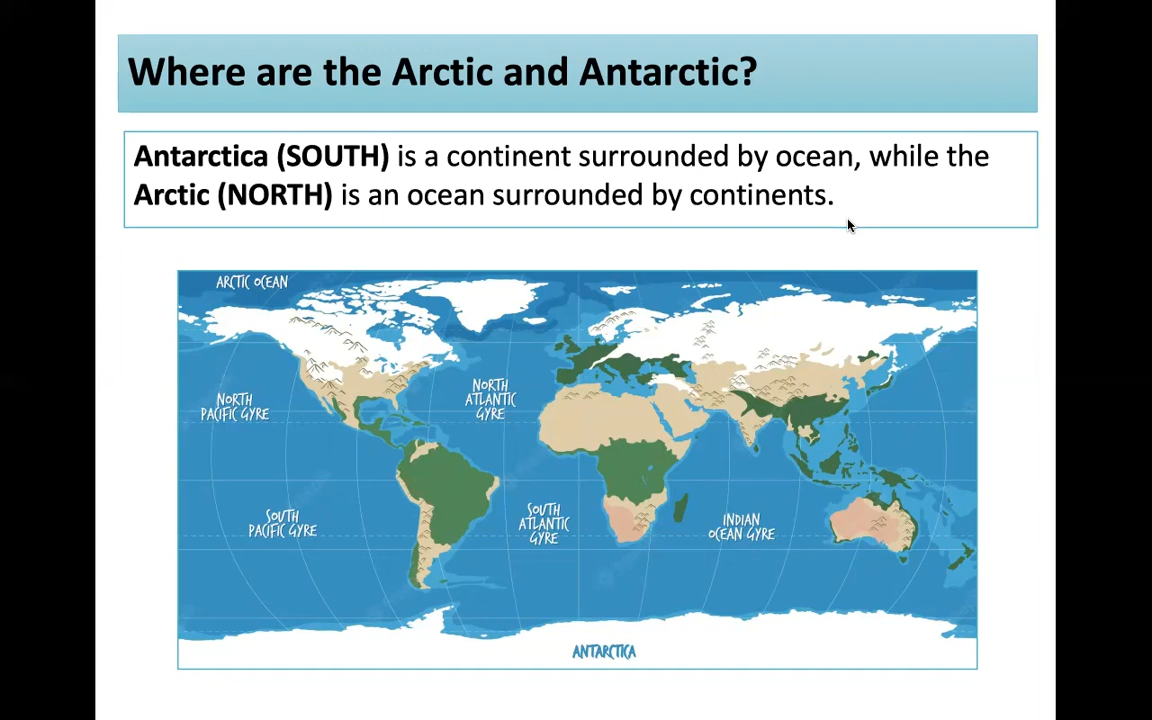 Where are the Arctic and Antarctic?
Antarctica (SOUTH) is a continent surrounded by ocean, while the
Arctic (NORTH) is an ocean surrounded by continents.
ARCTIC OCEAN
NORTH
PACIFIC GYRE
NORTH
ATLANTIC
GYRE
SOUTH
PACIFIC GYRE
SOUTH
ATLANTIC
GYRE
INDIAN
OCEAN GYRE
ANTARCTICA